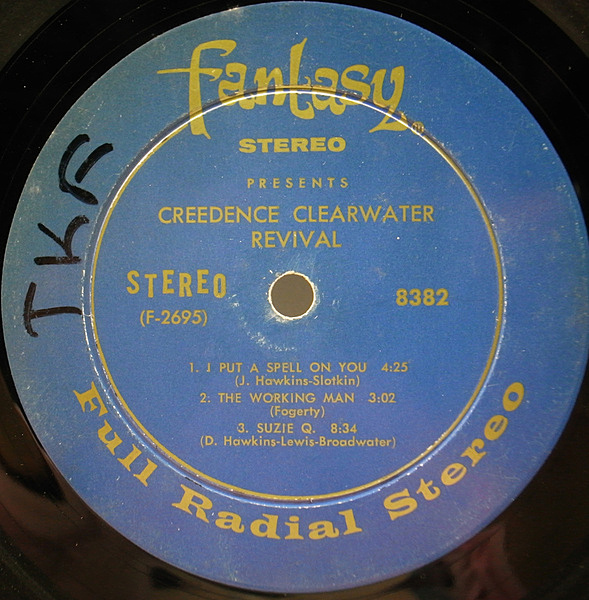 Fantasy
STEREO
PRESENTS
CREEDENCE CLEARWATER
REVIVAL
STEREO
(F-2695)
8382
1. I PUT A SPELL ON YOU 4:25
(J. Hawkins-Slotkin)
2: THE WORKING MAN 3:02
(Fogerty)
3. SUZIE Q. 8:34
(D. Hawkins-Lewis-Broadwater)
Full Radial Stereo
TKF